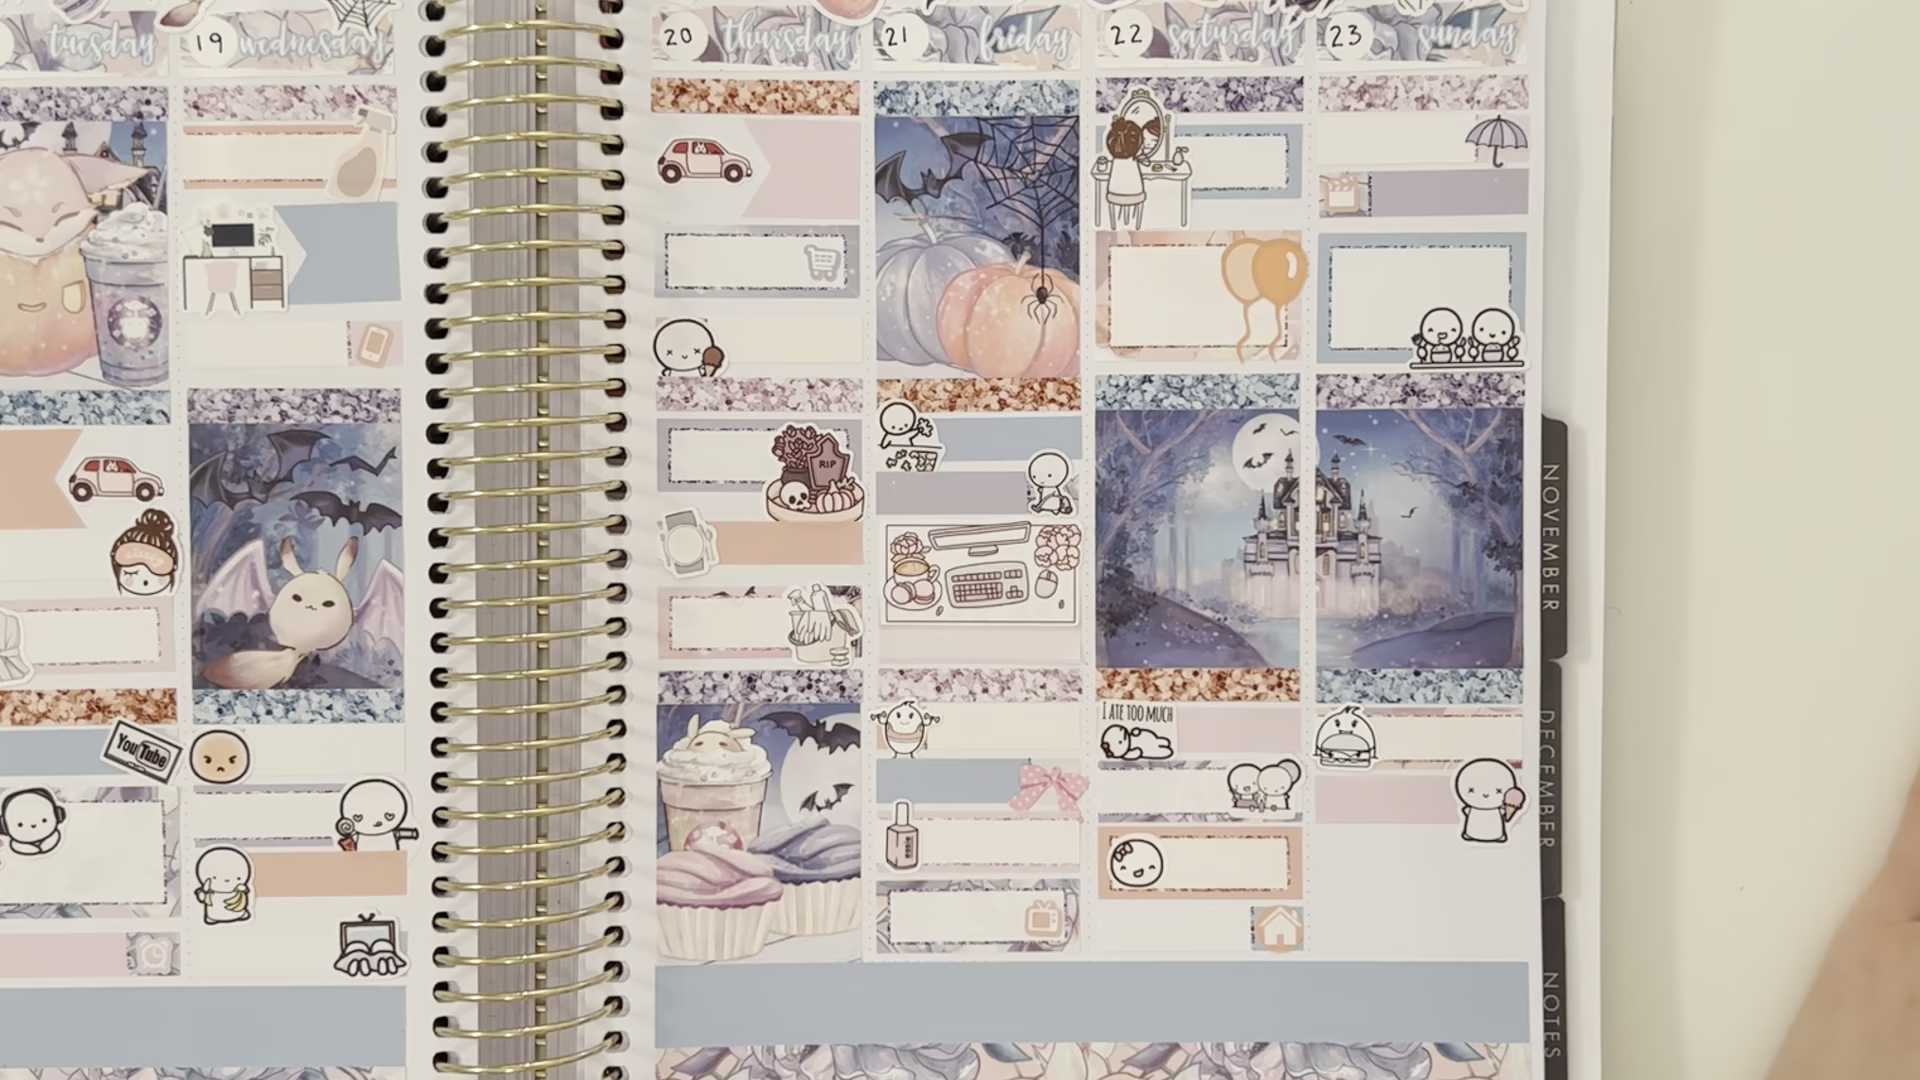 tuesday
19 wednesday
20 thursday
21 friday
22 saturday
23 sunday
RIP
YouTube
I ATE TOO MUCH
essie
NOVEMBER
DECEMBER
NOTES